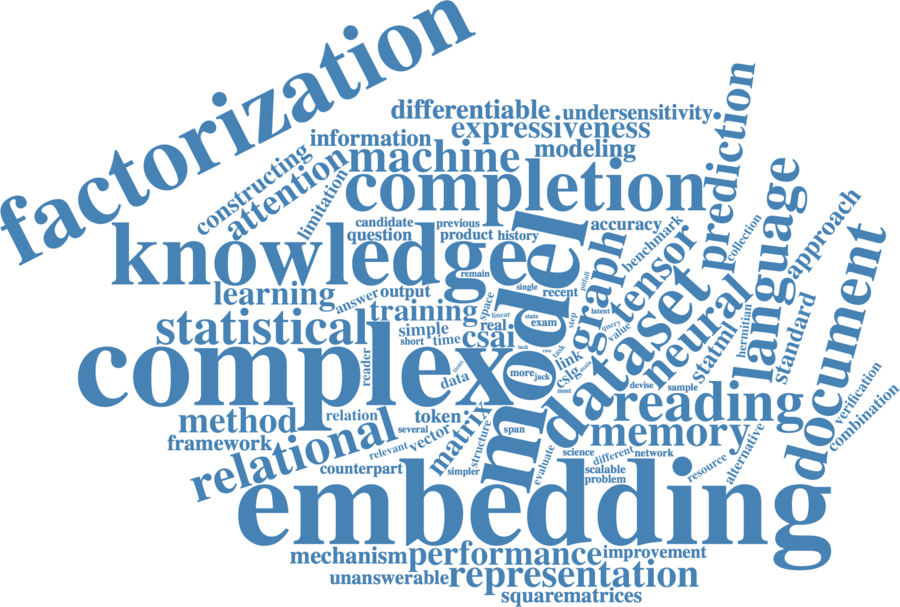 factorization
differentiable
undersensitivity
expressiveness
information
modeling
constructing
attention
machine
limitation
completion
prediction
candidate
previous
accuracy
question
product
history
benchmark
collection
language
approach
knowledge
remain
single
recent
pitfall
model
graph
tensor
document
learning
answer
output
space
latent
training
linear
state
exam
step
query
value
dataset
neural
hermitian
standard
statistical
simple
real
short
time
csai
lack
task
link
statml
complex
reader
data
more
jack
cslg
main
most
devise
sample
reading
verification
combination
method
relation
token
matrix
framework
relational
several
vector
relevant
structure
span
memory
counterpart
simpler
evaluate
science
different
network
scalable
problem
resource
alternative
embedding
mechanism
performance
improvement
unanswerable
representation
squarematrices